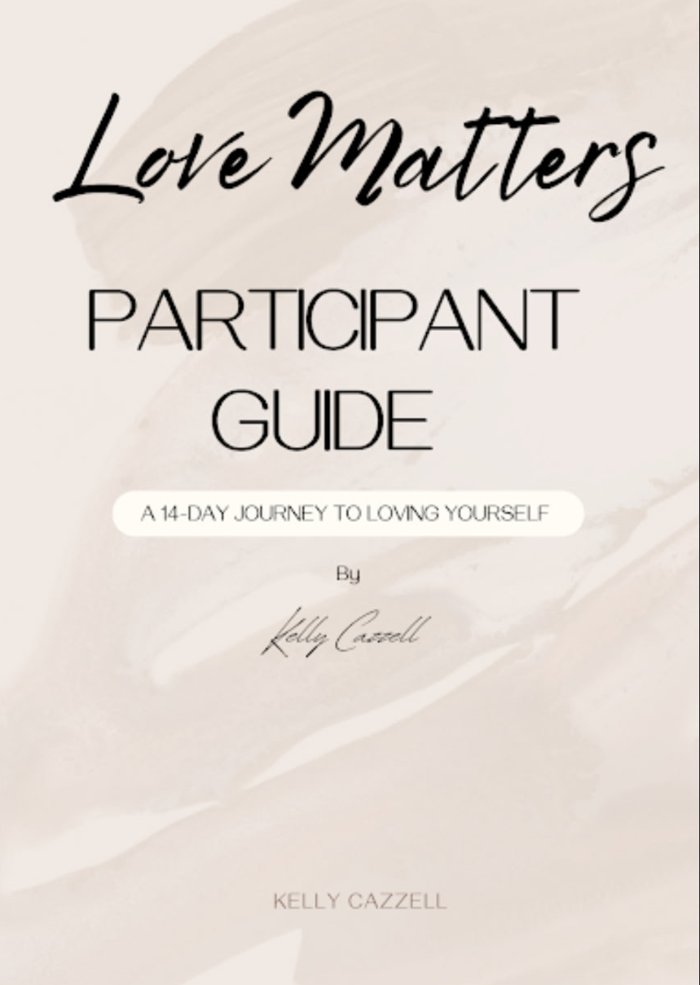 Love Matters
PARTICIPANT
GUIDE
A 14-DAY JOURNEY TO LOVING YOURSELF
By
Kelly Cazzell
KELLY CAZZELL